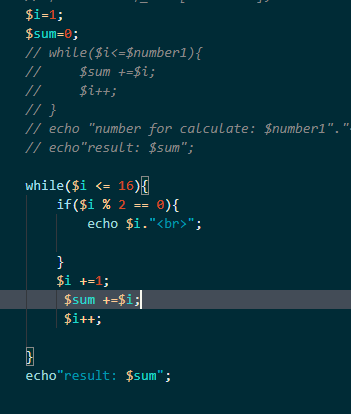 $i=1;
$sum=0;
// while($i<=$number1){
//     $sum +=$i;
//     $i++;
// }
// echo "number for calculate: $number1"."<
// echo"result: $sum";
while($i <= 16){
if($i % 2 == 0){
echo $i."<br>";
}
$i +=1;
$sum +=$i;
$i++;
}
echo"result: $sum";